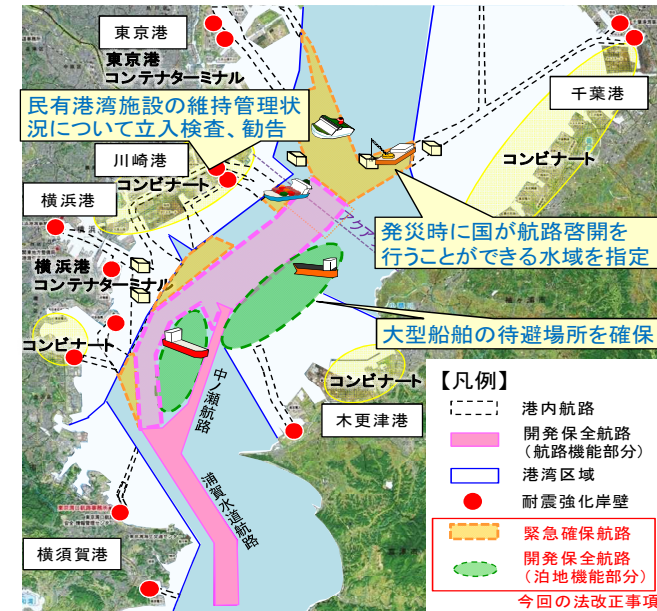 東京港
東京港
コンテナターミナル
民有港湾施設の維持管理状
況について立入検査、勧告
千葉港
コンビナート
川崎港
コンビナート
横浜港
横浜
横浜港
コンテナターミナル
アクア
発災時に国が航路啓開を
行うことができる水域を指定
大型船舶の待避場所を確保
コンビナート
コンビナート
木更津港
中ノ瀬航路
浦賀水道航路
横須賀港
【凡例】
港内航路
開発保全航路
(航路機能部分)
港湾区域
耐震強化岸壁
緊急確保航路
開発保全航路
(泊地機能部分)
今回の法改正事項